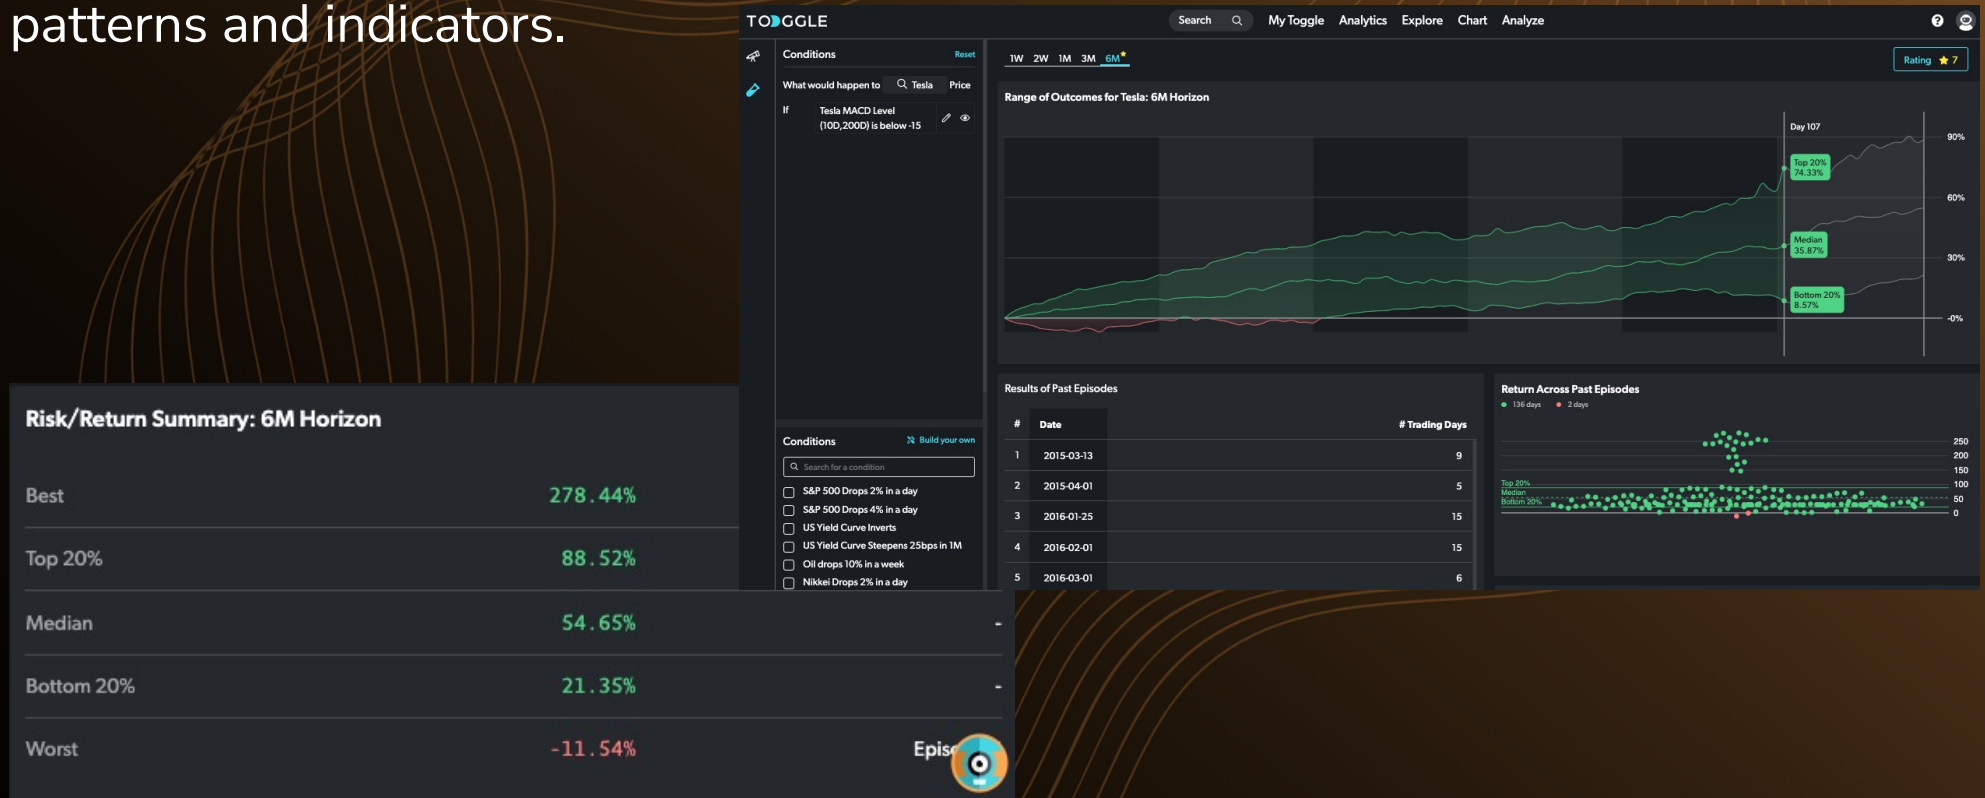 patterns and indicators.
TOGGLE
Search
My Toggle Analytics Explore Chart Analyze
Conditions Reset
What would happen to Tesla Price
If Tesla MACD Level
(10D,200D) is below -15
1W 2W 1M 3M 6M
Rating 7
Range of Outcomes for Tesla: 6M Horizon
Day 107
90%
Top 20%
74.33%
60%
Median
35.87%
30%
Bottom 20%
8.57%
-0%
Conditions Build your own
Search for a condition
S&P 500 Drops 2% in a day
S&P 500 Drops 4% in a day
US Yield Curve Inverts
US Yield Curve Steepens 25bps in 1M
Oil drops 10% in a week
Nikkei Drops 2% in a day
Results of Past Episodes
# Date # Trading Days
1 2015-03-13 9
2 2015-04-01 5
3 2016-01-25 15
4 2016-02-01 15
5 2016-03-01 6
Return Across Past Episodes
136 days 2 days
250
200
150
Top 20% 100
Median
Bottom 20% 50
0
Risk/Return Summary: 6M Horizon
Best 278.44%
Top 20% 88.52%
Median 54.65% -
Bottom 20% 21.35% -
Worst -11.54%